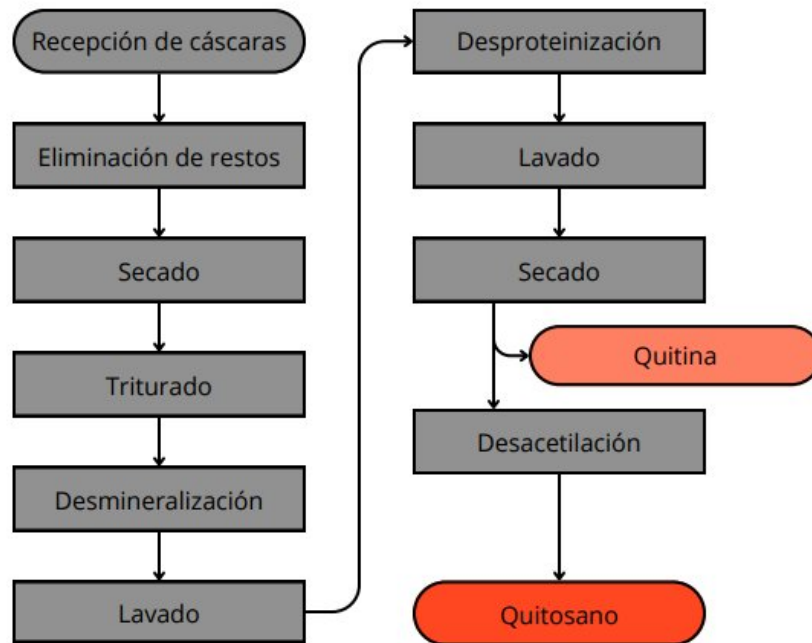 Recepción de cáscaras
Eliminación de restos
Secado
Triturado
Desmineralización
Lavado
Desproteinización
Lavado
Secado
Quitina
Desacetilación
Quitosano